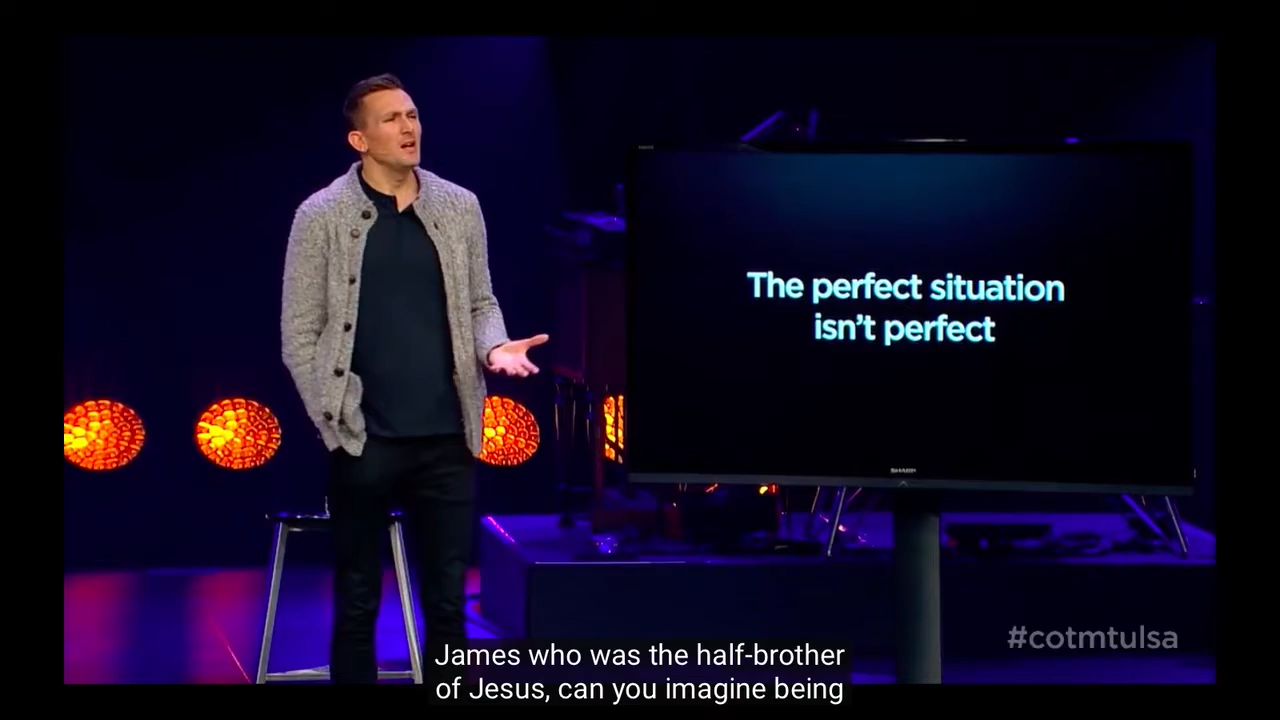 The perfect situation
isn't perfect
#cotmtulsa
James who was the half-brother
of Jesus, can you imagine being